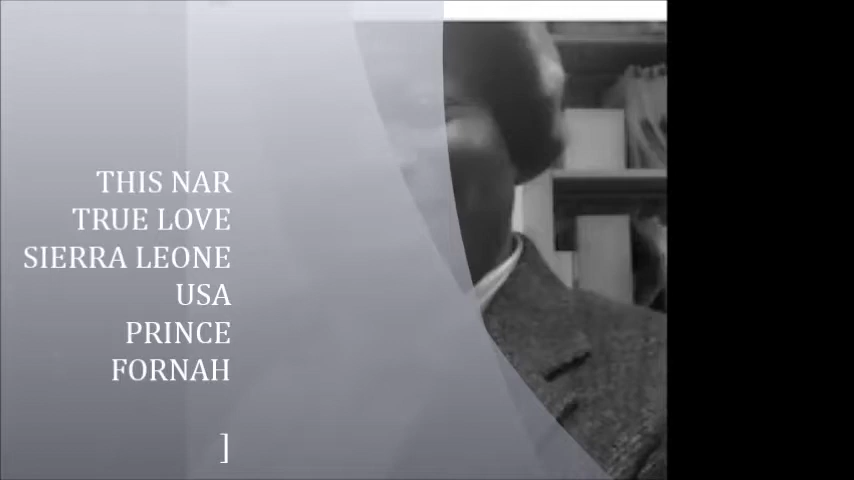 THIS NAR
TRUE LOVE
SIERRA LEONE
USA
PRINCE
FORNAH
]